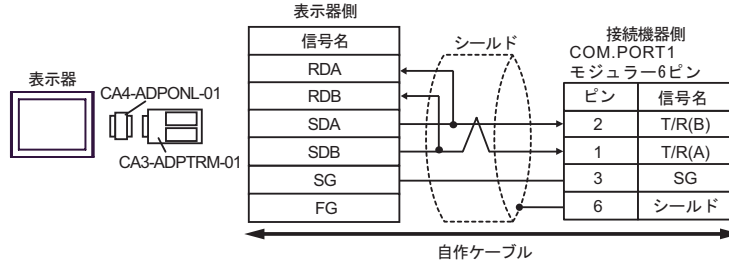 表示器
CA4-ADPONL-01
CA3-ADPTRM-01
表示器側
信号名
RDA
RDB
SDA
SDB
SG
FG
シールド
接続機器側
COM.PORT1
モジュラー6ピン
ピン 信号名
2 T/R(B)
1 T/R(A)
3 SG
6 シールド
自作ケーブル